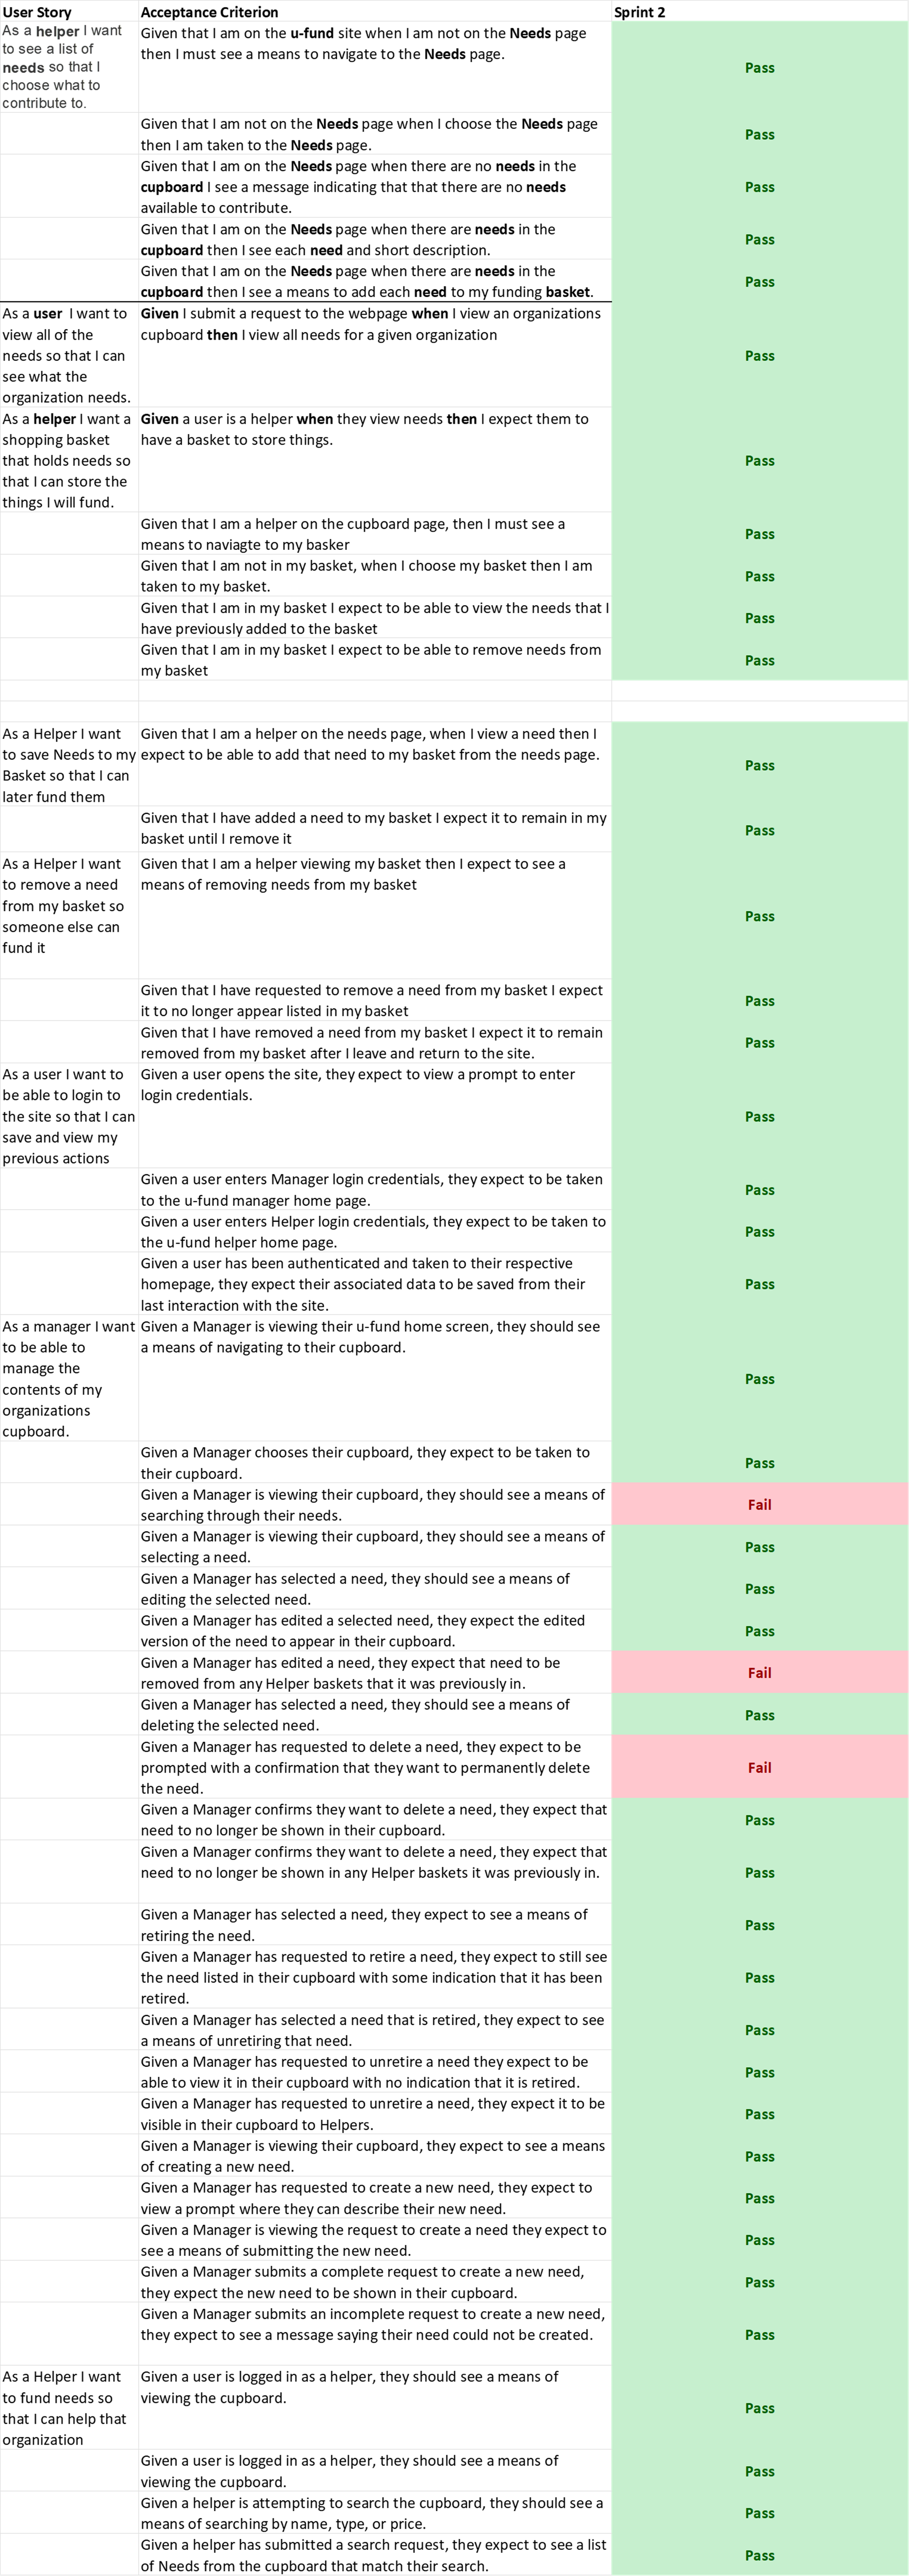 User Story Acceptance Criterion Sprint 2
As a helper I want
to see a list of
needs so that I
choose what to
contribute to.
Given that I am on the u-fund site when I am not on the Needs page
then I must see a means to navigate to the Needs page.
Pass
Given that I am not on the Needs page when I choose the Needs page
then I am taken to the Needs page.
Pass
Given that I am on the Needs page when there are no needs in the
cupboard I see a message indicating that that there are no needs
available to contribute.
Pass
Given that I am on the Needs page when there are needs in the
cupboard then I see each need and short description.
Pass
Given that I am on the Needs page when there are needs in the
cupboard then I see a means to add each need to my funding basket.
Pass
As a user I want to
view all of the
needs so that I can
see what the
organization needs.
Given I submit a request to the webpage when I view an organizations
cupboard then I view all needs for a given organization
Pass
As a helper I want a
shopping basket
that holds needs so
that I can store the
things I will fund.
Given a user is a helper when they view needs then I expect them to
have a basket to store things.
Pass
Given that I am a helper on the cupboard page, then I must see a
means to naviagte to my basker
Pass
Given that I am not in my basket, when I choose my basket then I am
taken to my basket.
Pass
Given that I am in my basket I expect to be able to view the needs that I
have previously added to the basket
Pass
Given that I am in my basket I expect to be able to remove needs from
my basket
Pass
As a Helper I want
to save Needs to my
Basket so that I can
later fund them
Given that I am a helper on the needs page, when I view a need then I
expect to be able to add that need to my basket from the needs page.
Pass
Given that I have added a need to my basket I expect it to remain in my
basket until I remove it
Pass
As a Helper I want
to remove a need
from my basket so
someone else can
fund it
Given that I am a helper viewing my basket then I expect to see a
means of removing needs from my basket
Pass
Given that I have requested to remove a need from my basket I expect
it to no longer appear listed in my basket
Pass
Given that I have removed a need from my basket I expect it to remain
removed from my basket after I leave and return to the site.
Pass
As a user I want to
be able to login to
the site so that I can
save and view my
previous actions
Given a user opens the site, they expect to view a prompt to enter
login credentials.
Pass
Given a user enters Manager login credentials, they expect to be taken
to the u-fund manager home page.
Pass
Given a user enters Helper login credentials, they expect to be taken to
the u-fund helper home page.
Pass
Given a user has been authenticated and taken to their respective
homepage, they expect their associated data to be saved from their
last interaction with the site.
Pass
As a manager I want
to be able to
manage the
contents of my
organizations
cupboard.
Given a Manager is viewing their u-fund home screen, they should see
a means of navigating to their cupboard.
Pass
Given a Manager chooses their cupboard, they expect to be taken to
their cupboard.
Pass
Given a Manager is viewing their cupboard, they should see a means of
searching through their needs.
Fail
Given a Manager is viewing their cupboard, they should see a means of
selecting a need.
Pass
Given a Manager has selected a need, they should see a means of
editing the selected need.
Pass
Given a Manager has edited a selected need, they expect the edited
version of the need to appear in their cupboard.
Pass
Given a Manager has edited a need, they expect that need to be
removed from any Helper baskets that it was previously in.
Fail
Given a Manager has selected a need, they should see a means of
deleting the selected need.
Pass
Given a Manager has requested to delete a need, they expect to be
prompted with a confirmation that they want to permanently delete
the need.
Fail
Given a Manager confirms they want to delete a need, they expect that
need to no longer be shown in their cupboard.
Pass
Given a Manager confirms they want to delete a need, they expect that
need to no longer be shown in any Helper baskets it was previously in.
Pass
Given a Manager has selected a need, they expect to see a means of
retiring the need.
Pass
Given a Manager has requested to retire a need, they expect to still see
the need listed in their cupboard with some indication that it has been
retired.
Pass
Given a Manager has selected a need that is retired, they expect to see
a means of unretiring that need.
Pass
Given a Manager has requested to unretire a need they expect to be
able to view it in their cupboard with no indication that it is retired.
Pass
Given a Manager has requested to unretire a need, they expect it to be
visible in their cupboard to Helpers.
Pass
Given a Manager is viewing their cupboard, they expect to see a means
of creating a new need.
Pass
Given a Manager has requested to create a new need, they expect to
view a prompt where they can describe their new need.
Pass
Given a Manager is viewing the request to create a need they expect to
see a means of submitting the new need.
Pass
Given a Manager submits a complete request to create a new need,
they expect the new need to be shown in their cupboard.
Pass
Given a Manager submits an incomplete request to create a new need,
they expect to see a message saying their need could not be created.
Pass
As a Helper I want
to fund needs so
that I can help that
organization
Given a user is logged in as a helper, they should see a means of
viewing the cupboard.
Pass
Given a user is logged in as a helper, they should see a means of
viewing the cupboard.
Pass
Given a helper is attempting to search the cupboard, they should see a
means of searching by name, type, or price.
Pass
Given a helper has submitted a search request, they expect to see a list
of Needs from the cupboard that match their search.
Pass